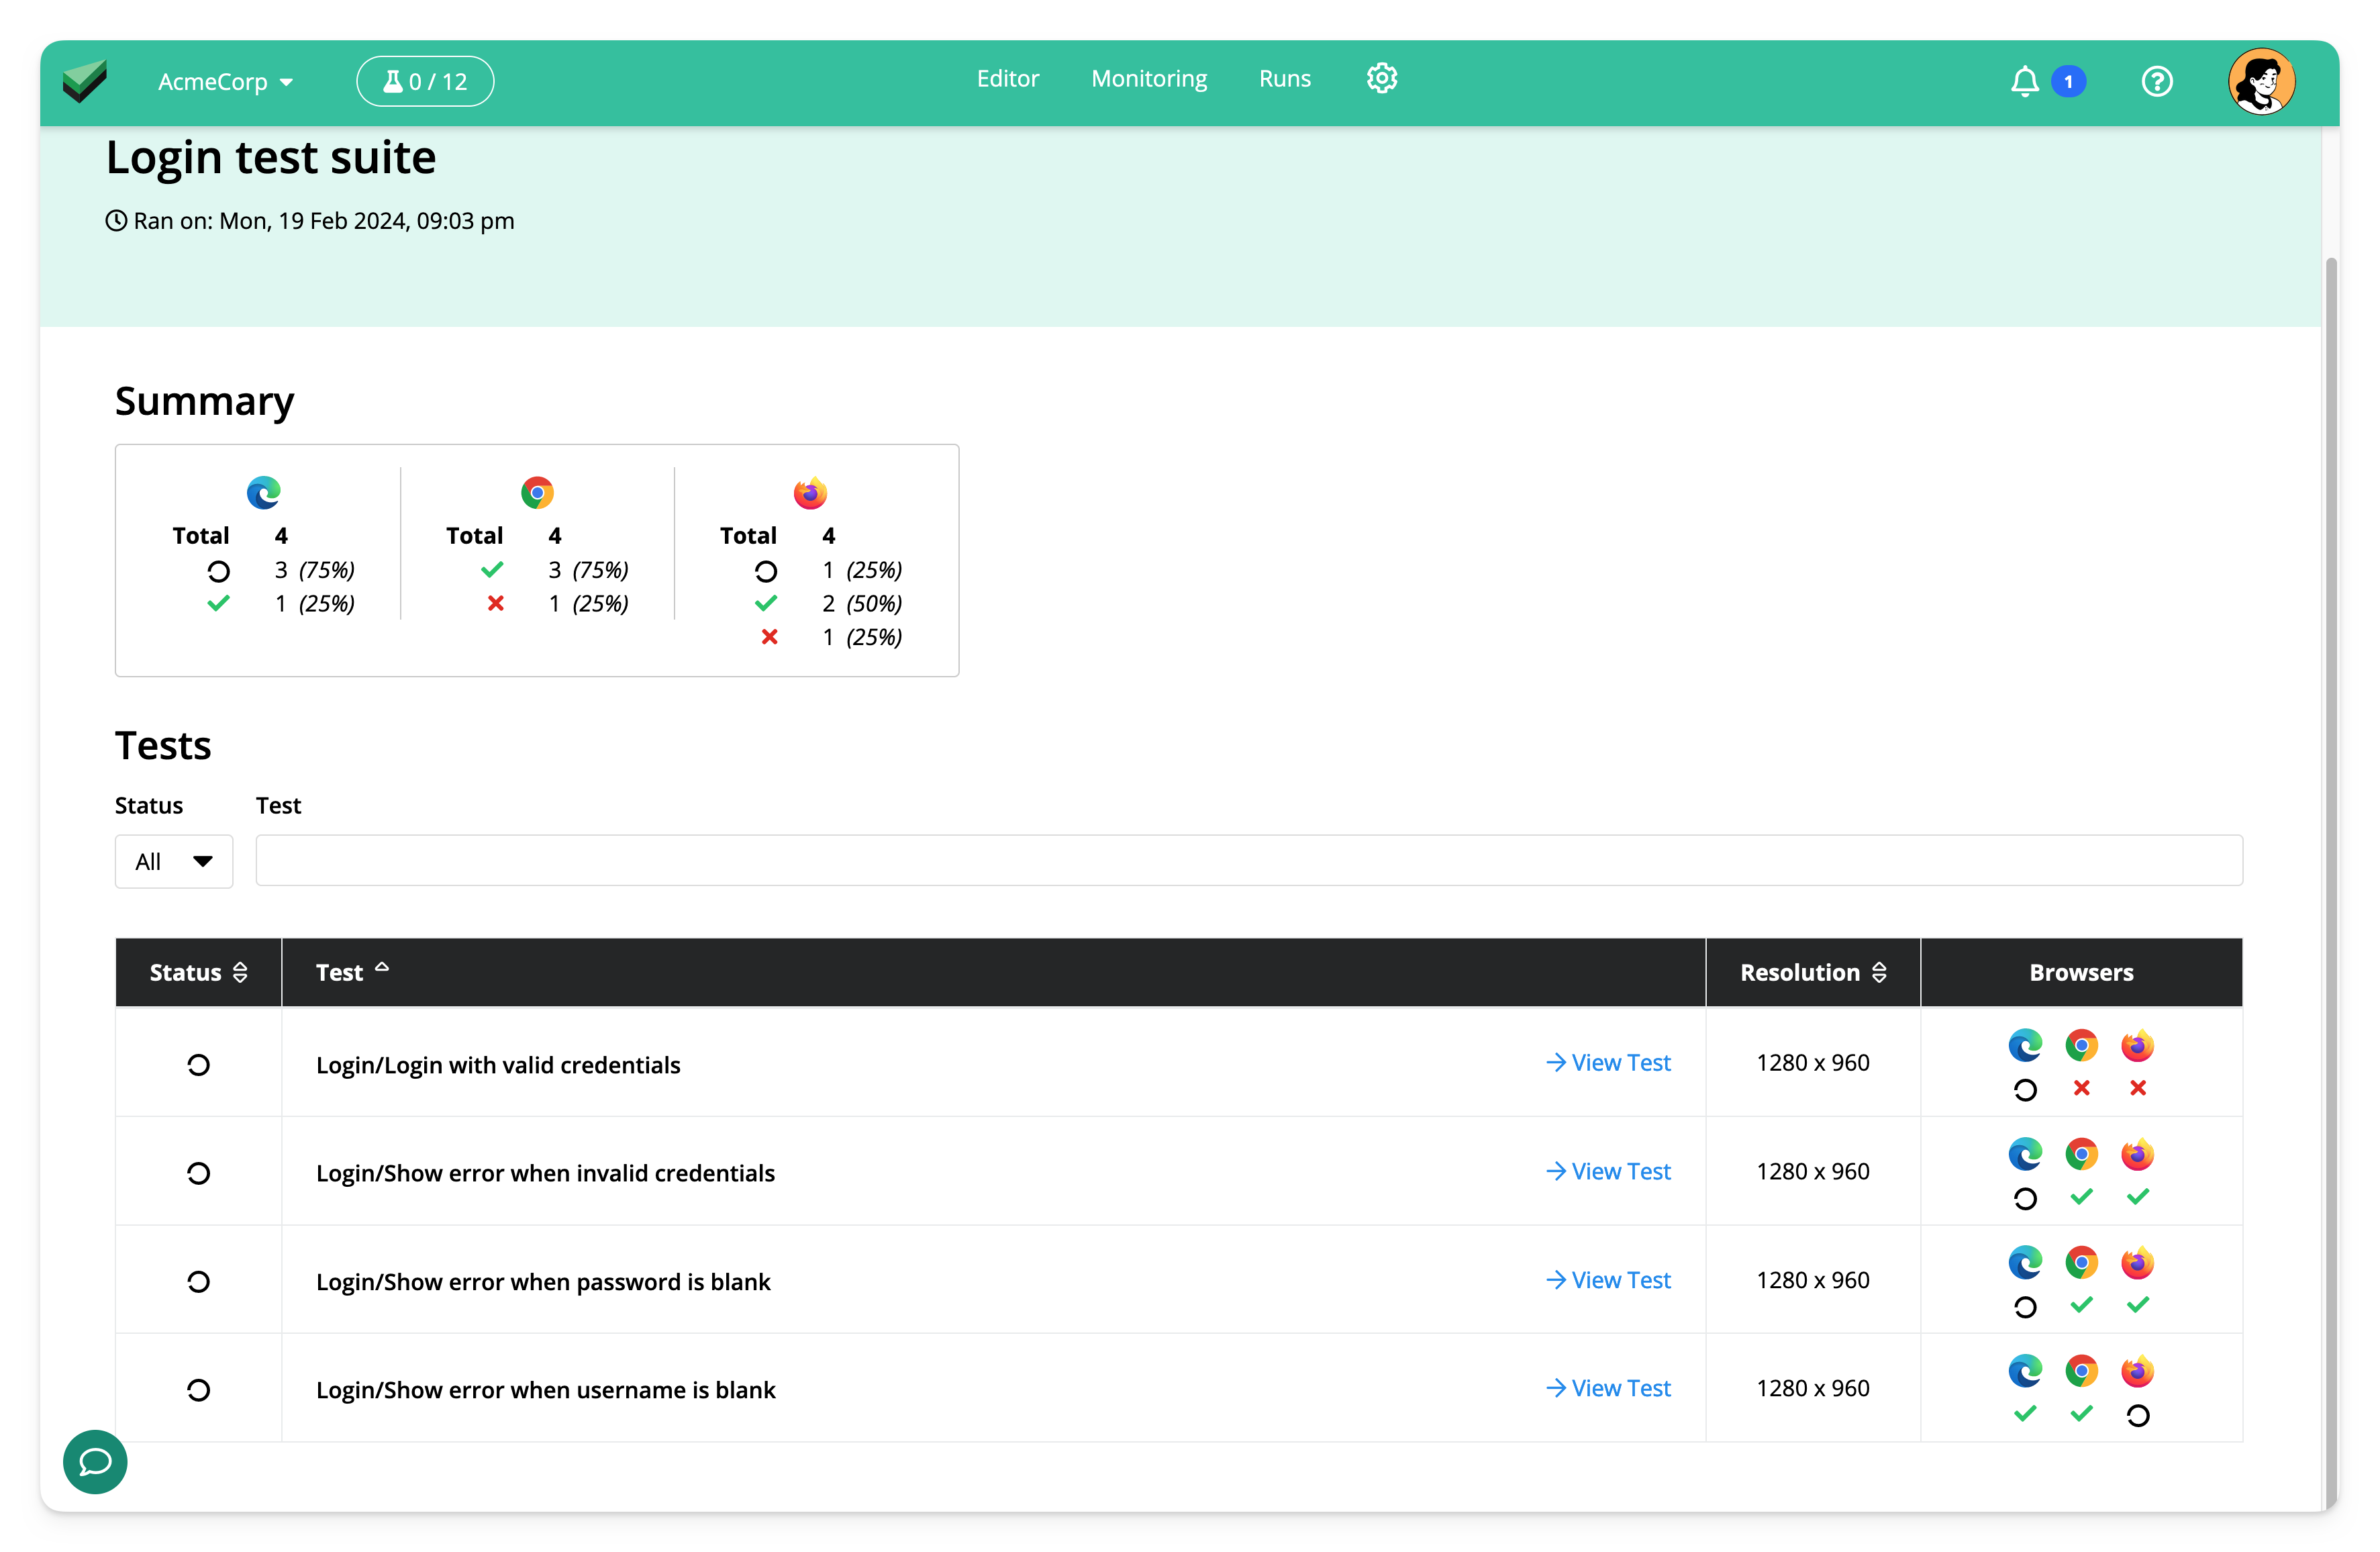 AcmeCorp 0 / 12 Editor Monitoring Runs 1
Login test suite
Ran on: Mon, 19 Feb 2024, 09:03 pm
Summary
Total 4 Total 4 Total 4
3 (75%) 3 (75%) 1 (25%)
1 (25%) 1 (25%) 2 (50%)
1 (25%)
Tests
Status Test
All
Status Test Resolution Browsers
Login/Login with valid credentials View Test 1280 x 960
Login/Show error when invalid credentials View Test 1280 x 960
Login/Show error when password is blank View Test 1280 x 960
Login/Show error when username is blank View Test 1280 x 960